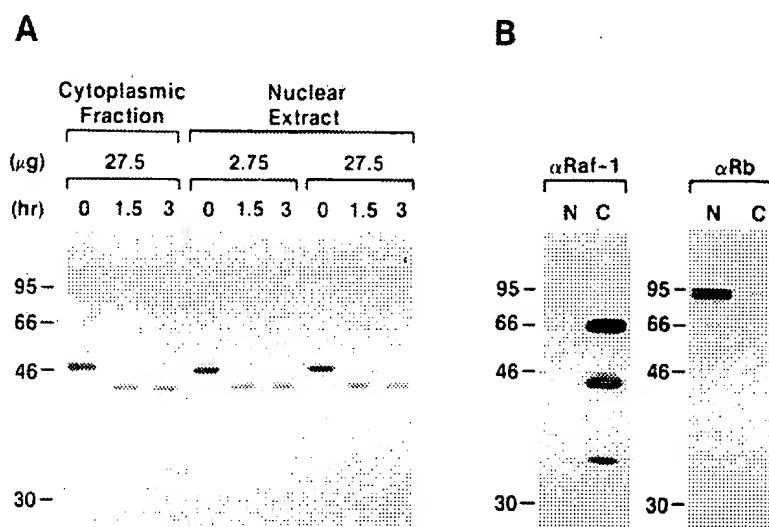 A
Cytoplasmic Fraction
Nuclear Extract
(µg) 27.5 2.75 27.5
(hr) 0 1.5 3 0 1.5 3 0 1.5 3
95
66
46
30
B
αRaf-1 αRb
N C N C
95 95
66 66
46 46
30 30